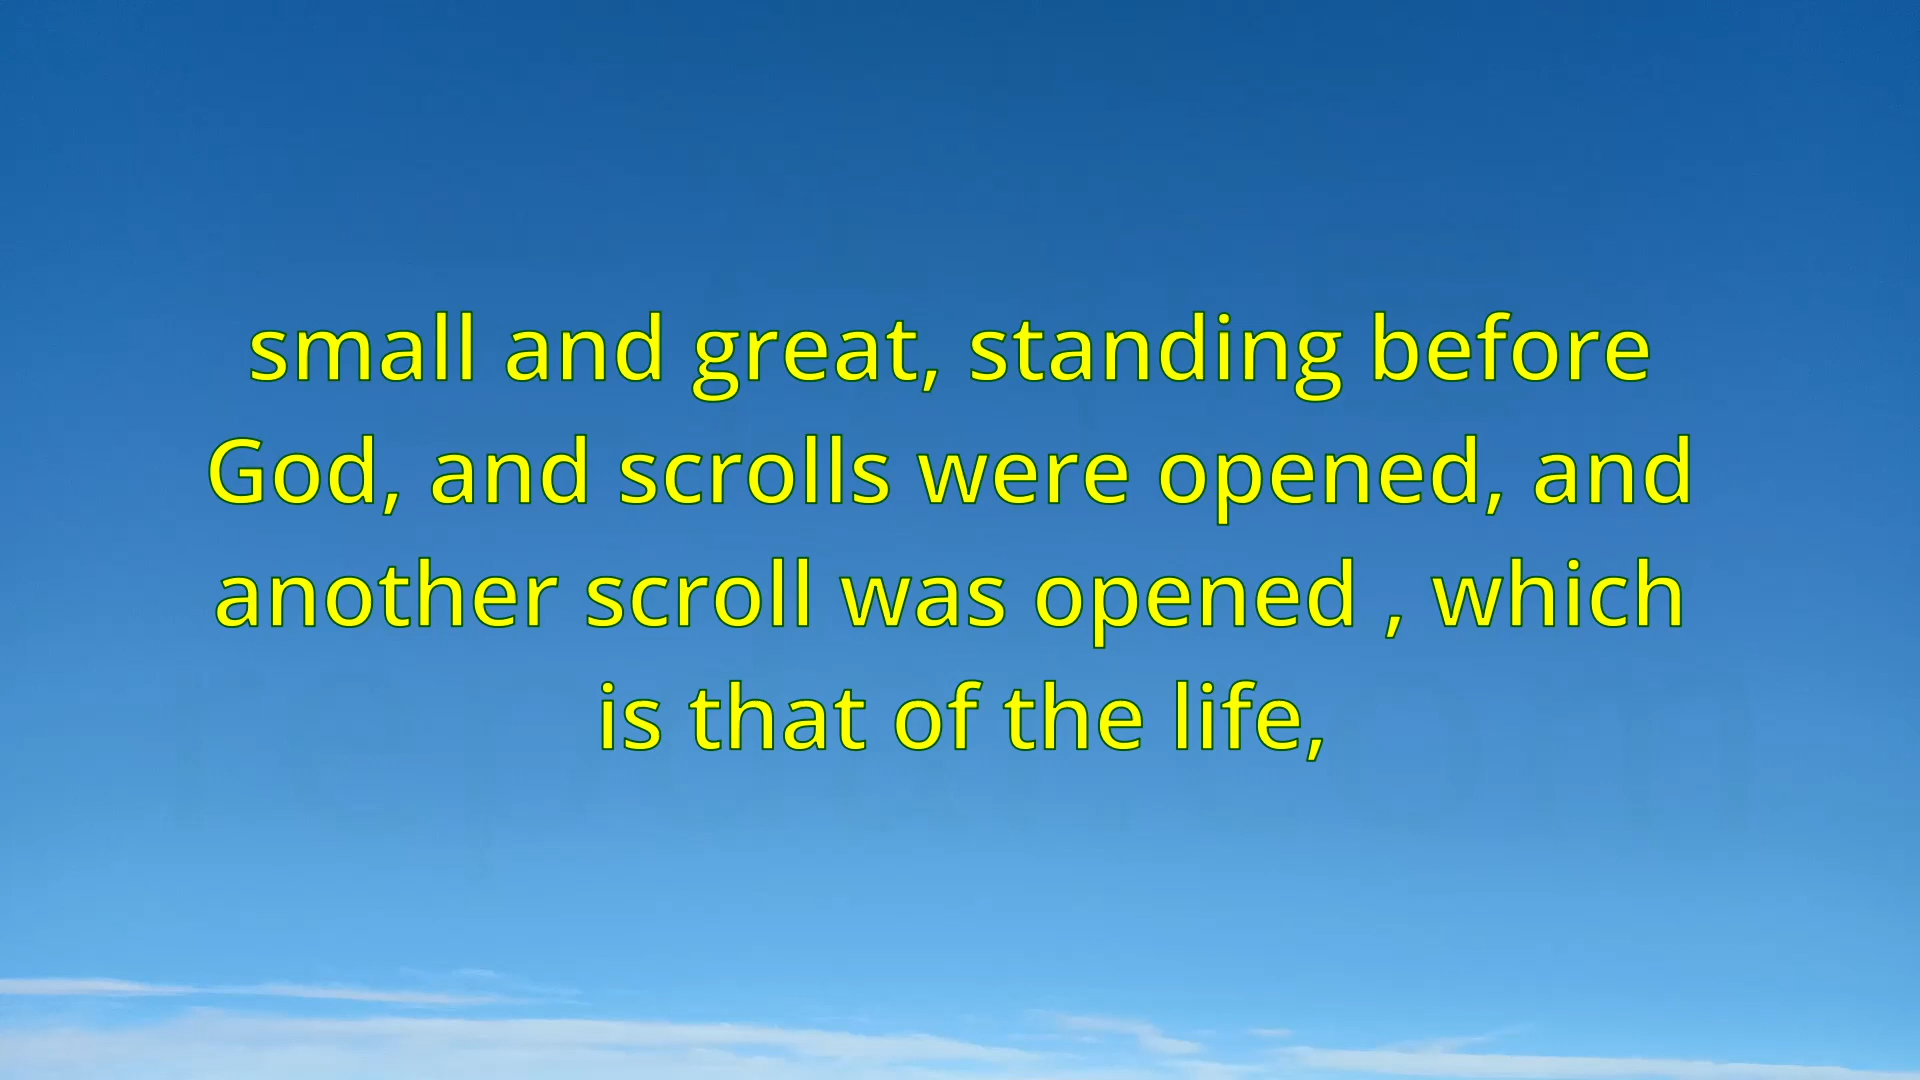 small and great, standing before
God, and scrolls were opened, and
another scroll was opened , which
is that of the life,